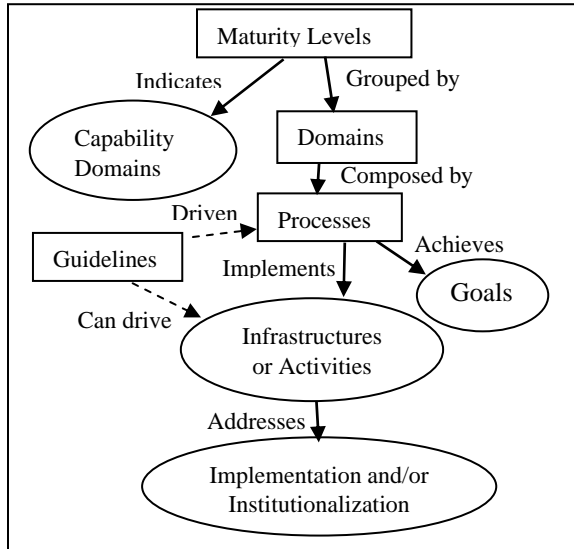 Maturity Levels
Indicates
Grouped by
Capability
Domains
Domains
Composed by
Driven
Processes
Guidelines
Implements
Achieves
Goals
Can drive
Infrastructures
or Activities
Addresses
Implementation and/or
Institutionalization